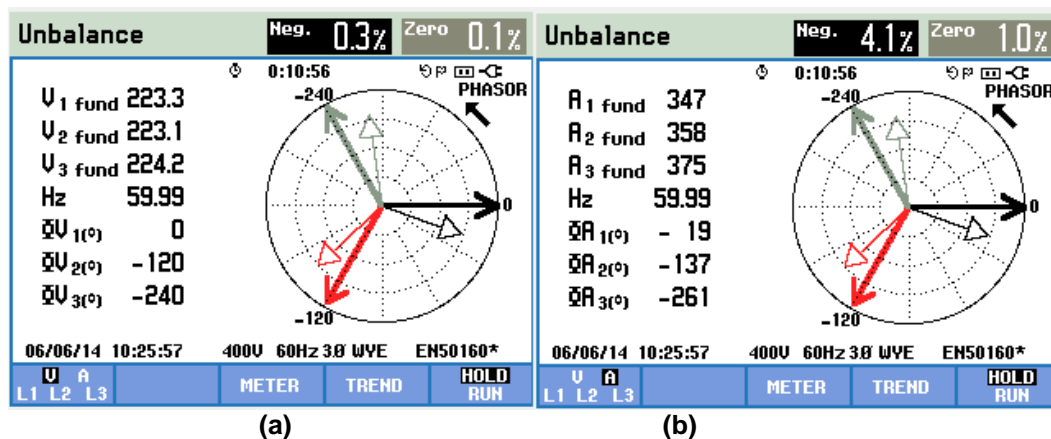 Unbalance Neg. 0.3% Zero 0.1%
0:10:56
PHASOR
-240
0
-120
V1 fund 223.3
V2 fund 223.1
V3 fund 224.2
Hz 59.99
ΦV1(°) 0
ΦV2(°) -120
ΦV3(°) -240
06/06/14 10:25:57 400V 60Hz 3Ø WYE EN50160*
V A
L1 L2 L3
METER
TREND
HOLD
RUN
(a)
Unbalance Neg. 4.1% Zero 1.0%
0:10:56
PHASOR
-240
0
-120
A1 fund 347
A2 fund 358
A3 fund 375
Hz 59.99
ΦA1(°) - 19
ΦA2(°) -137
ΦA3(°) -261
06/06/14 10:25:57 400V 60Hz 3Ø WYE EN50160*
V A
L1 L2 L3
METER
TREND
HOLD
RUN
(b)